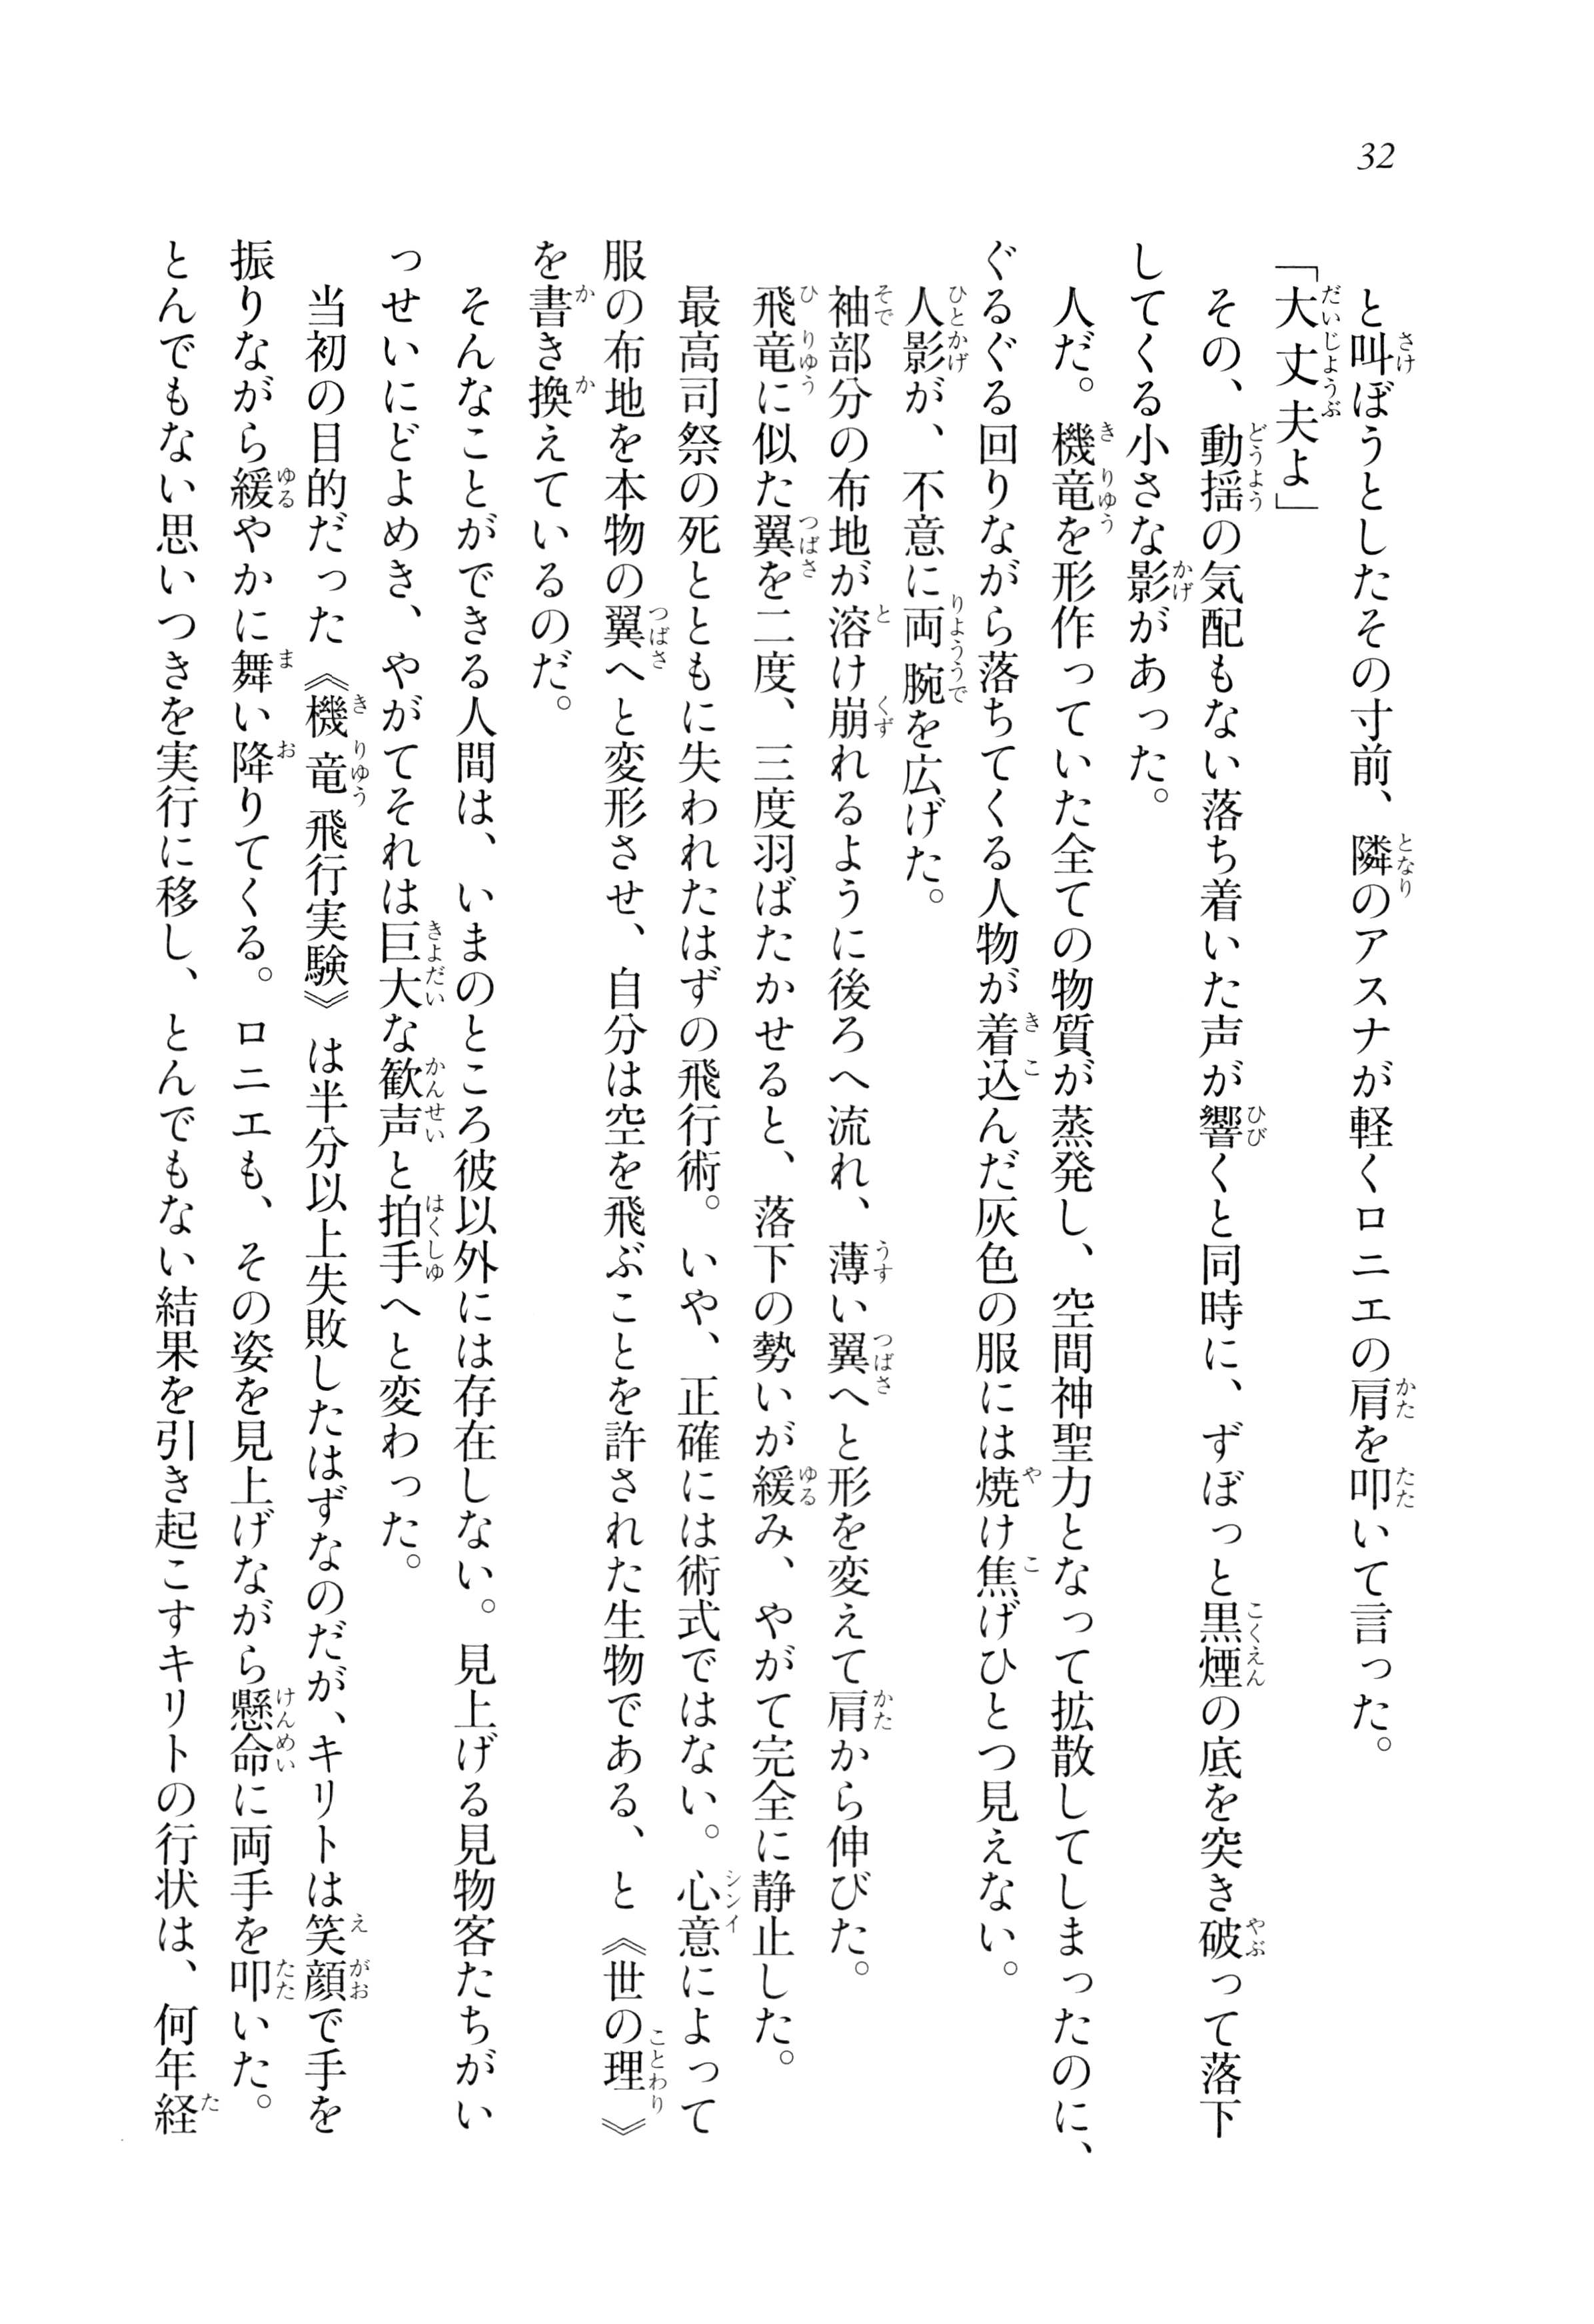 32
と叫ぼうとしたその寸前、隣のアスナが軽くロニエの肩を叩いて言った。
「大丈夫よ」
その、動揺の気配もない落ち着いた声が響くと同時に、ずぼっと黒煙の底を突き破って落下
してくる小さな影があった。
人だ。機竜を形作っていた全ての物質が蒸発し、空間神聖力となって拡散してしまったのに、
ぐるぐる回りながら落ちてくる人物が着込んだ灰色の服には焼け焦げひとつ見えない。
人影が、不意に両腕を広げた。
袖部分の布地が溶け崩れるように後ろへ流れ、薄い翼へと形を変えて肩から伸びた。
飛竜に似た翼を二度、三度羽ばたかせると、落下の勢いが緩み、やがて完全に静止した。
最高司祭の死とともに失われたはずの飛行術。いや、正確には術式ではない。心意によって
服の布地を本物の翼へと変形させ、自分は空を飛ぶことを許された生物である、と《世の理》
を書き換えているのだ。
そんなことができる人間は、いまのところ彼以外には存在しない。見上げる見物客たちがい
っせいにどよめき、やがてそれは巨大な歓声と拍手へと変わった。
当初の目的だった《機竜飛行実験》は半分以上失敗したはずなのだが、キリトは笑顔で手を
振りながら緩やかに舞い降りてくる。ロニエも、その姿を見上げながら懸命に両手を叩いた。
とんでもない思いつきを実行に移し、とんでもない結果を引き起こすキリトの行状は、何年経